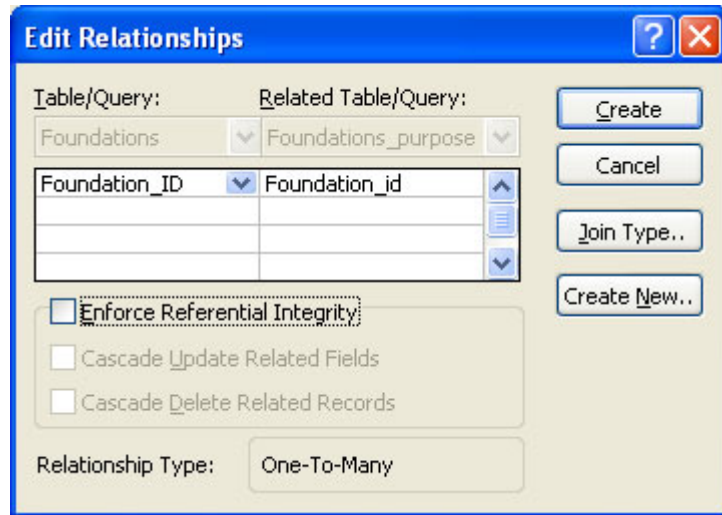 Edit Relationships
Table/Query: Related Table/Query:
Foundations Foundations_purpose
Foundation_ID Foundation_id
Enforce Referential Integrity
Cascade Update Related Fields
Cascade Delete Related Records
Relationship Type: One-To-Many
Create
Cancel
Join Type..
Create New..